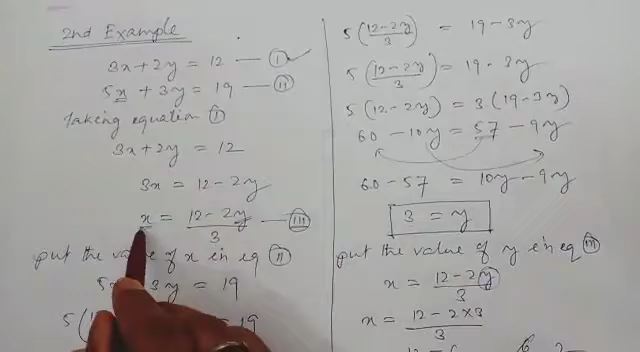 2nd Example
3x + 2y = 12 — (I)
5x + 3y = 19 — (II)
Taking equation (I)
3x + 2y = 12
3x = 12 - 2y
x = (12 - 2y)/3 — (III)
put the value of x in eq (II)
3y = 19
= 19
5((12-2y)/3) = 19 - 3y
5((12-2y)/3) = 19 - 3y
5(12-2y) = 3(19-3y)
60 - 10y = 57 - 9y
60 - 57 = 10y - 9y
3 = y
put the value of y in eq (III)
x = (12 - 2y)/3
x = (12 - 2×3)/3